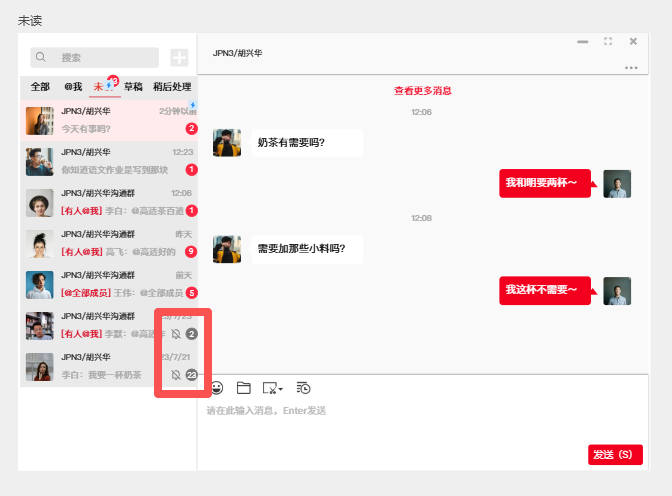 未读
搜索
JPN3/胡兴华
全部 @我 草稿 稍后处理
JPN3/胡兴华 2分钟以前
今天有事吗? 2
JPN3/胡兴华 12:23
你知道语文作业是写到那块 1
JPN3/胡兴华沟通群 12:06
[有人@我] 李白：@高适茶百道 1
JPN3/胡兴华沟通群 昨天
[有人@我] 高飞：@高适好的 9
JPN3/胡兴华沟通群 前天
[@全部成员] 王伟：@全部成员 5
JPN3/胡兴华沟通群 23/7/23
[有人@我] 李默：@高适 2
JPN3/胡兴华 23/7/21
李白：我要一杯奶茶 23
查看更多消息
12:06
奶茶有需要吗?
我和明要两杯～
12:08
需要加那些小料吗?
我这杯不需要～
请在此输入消息，Enter发送
发送（S）